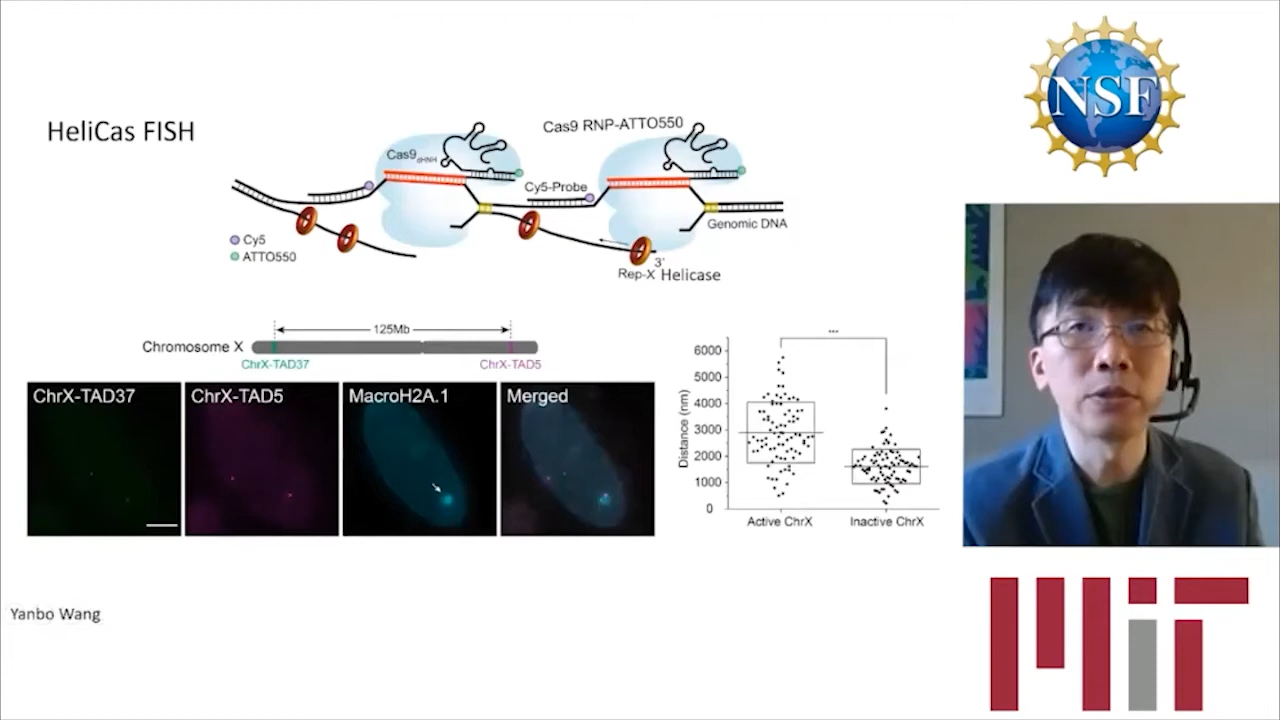 NSF
HeliCas FISH
Cas9 RNP-ATTO550
Cas9dHNH
Cy5-Probe
Genomic DNA
Cy5
ATTO550
3'
Rep-X Helicase
125Mb
Chromosome X
ChrX-TAD37
ChrX-TAD5
ChrX-TAD37
ChrX-TAD5
MacroH2A.1
Merged
***
6000
5000
4000
3000
2000
1000
0
Distance (nm)
Active ChrX
Inactive ChrX
Yanbo Wang
MIT